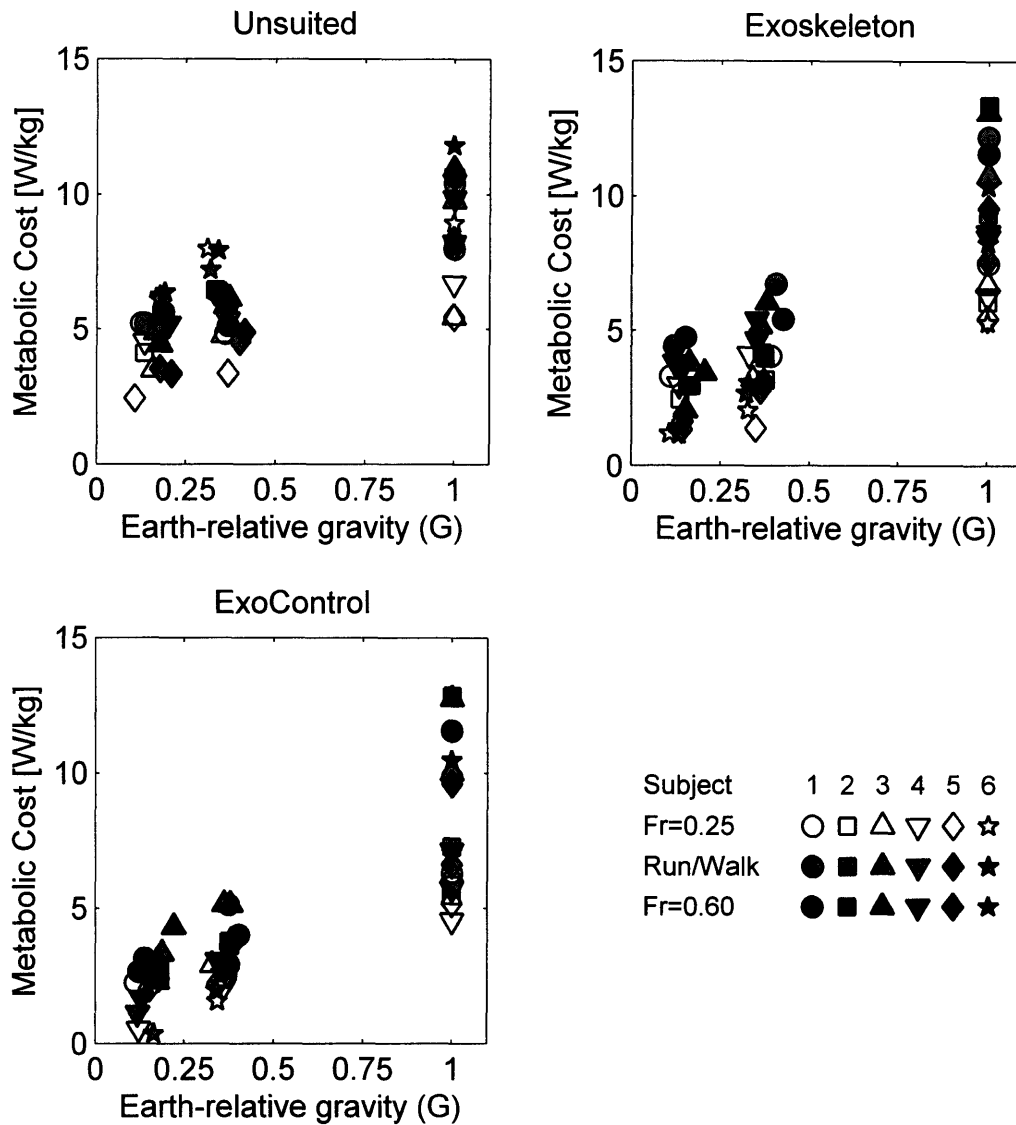 Unsuited
15
10
5
0
Metabolic Cost [W/kg]
0 0.25 0.5 0.75 1
Earth-relative gravity (G)
Exoskeleton
15
10
5
0
Metabolic Cost [W/kg]
0 0.25 0.5 0.75 1
Earth-relative gravity (G)
ExoControl
15
10
5
0
Metabolic Cost [W/kg]
0 0.25 0.5 0.75 1
Earth-relative gravity (G)
Subject 1 2 3 4 5 6
Fr=0.25
Run/Walk
Fr=0.60